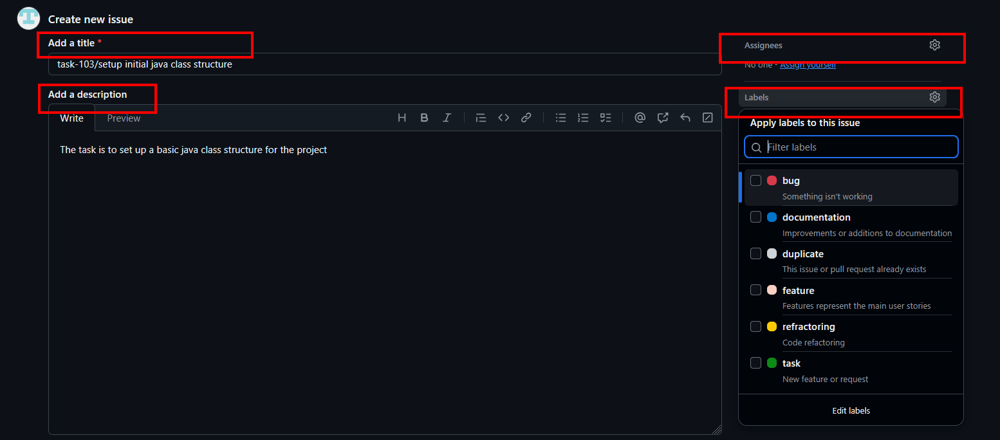 Create new issue
Add a title *
task-103/setup initial java class structure
Add a description
Write
Preview
The task is to set up a basic java class structure for the project
Assignees
No one - Assign yourself
Labels
Apply labels to this issue
Filter labels
bug
Something isn't working
documentation
Improvements or additions to documentation
duplicate
This issue or pull request already exists
feature
Features represent the main user stories
refractoring
Code refactoring
task
New feature or request
Edit labels